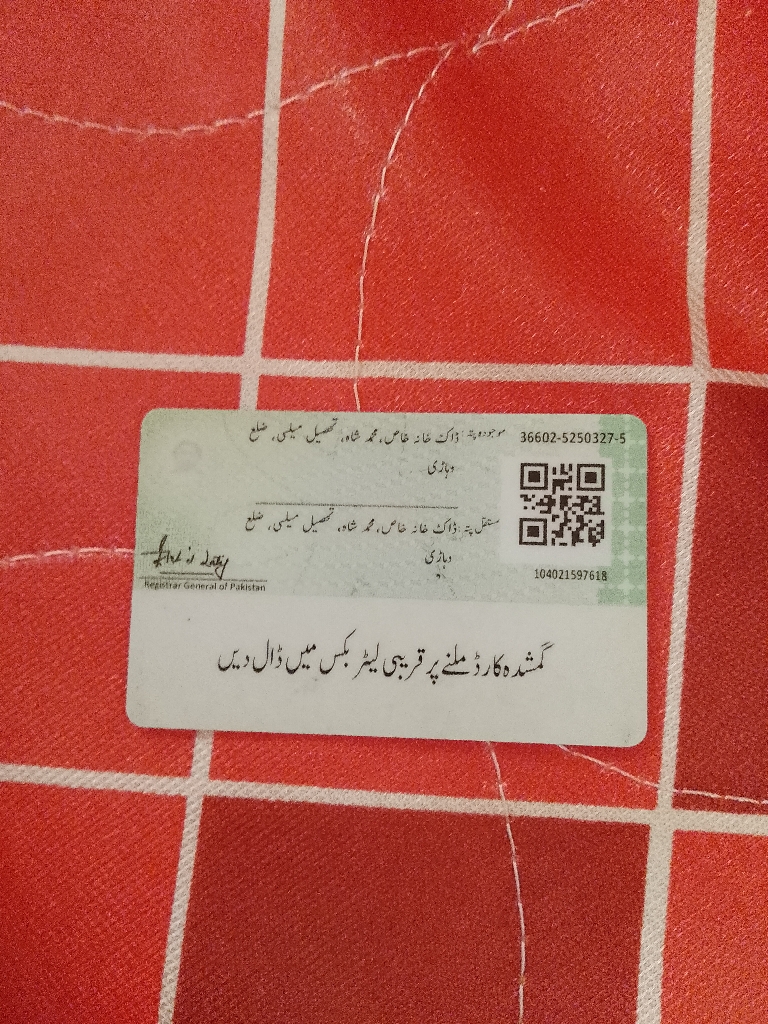 36602-5250327-5
موجودہ پتہ: ڈاکٹ خانہ خاص، محمد شاہ، تحصیل میلسی، ضلع
وہاڑی
مستقل پتہ: ڈاکٹ خانہ خاص، محمد شاہ، تحصیل میلسی، ضلع
وہاڑی
104021597618
Registrar General of Pakistan
گمشدہ کارڈ ملنے پر قریبی لیٹر بکس میں ڈال دیں